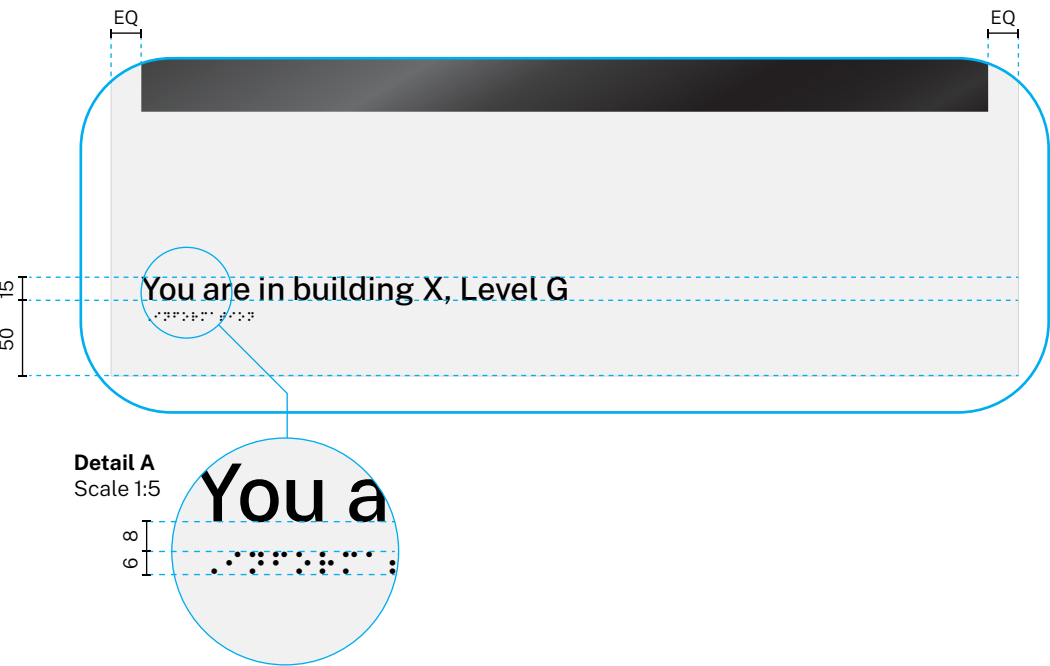 EQ EQ
15
You are in building X, Level G
⠠⠊⠝⠋⠕⠗⠍⠁⠞⠊⠕⠝
50
Detail A
Scale 1:5
You a
8
6
⠠⠊⠝⠋⠕⠗⠍⠁